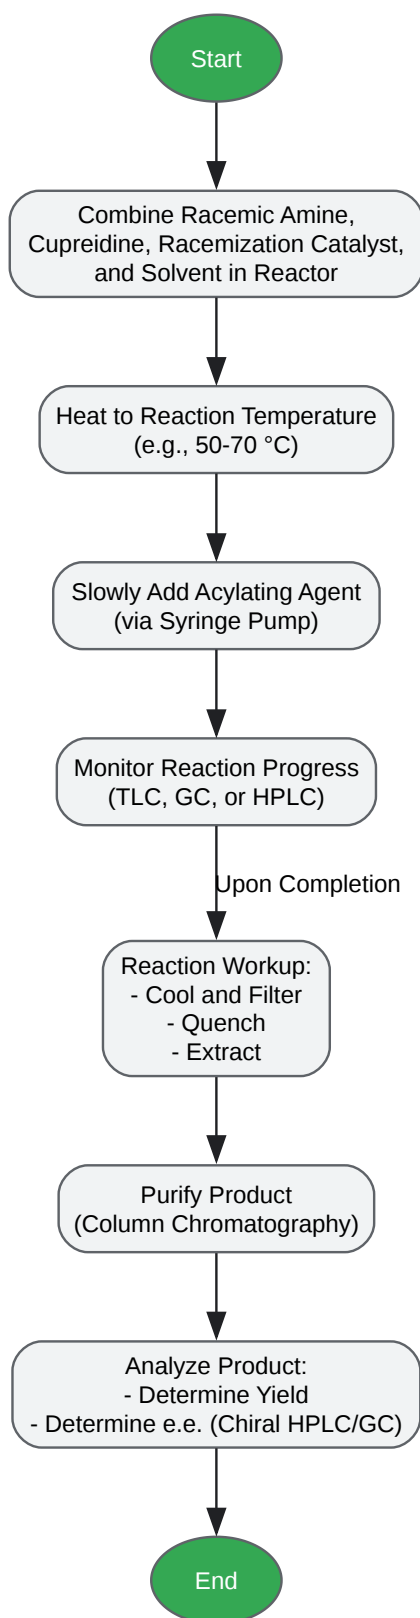 Start
Combine Racemic Amine,
Cupreidine, Racemization Catalyst,
and Solvent in Reactor
Heat to Reaction Temperature
(e.g., 50-70 °C)
Slowly Add Acylating Agent
(via Syringe Pump)
Monitor Reaction Progress
(TLC, GC, or HPLC)
Upon Completion
Reaction Workup:
- Cool and Filter
- Quench
- Extract
Purify Product
(Column Chromatography)
Analyze Product:
- Determine Yield
- Determine e.e. (Chiral HPLC/GC)
End